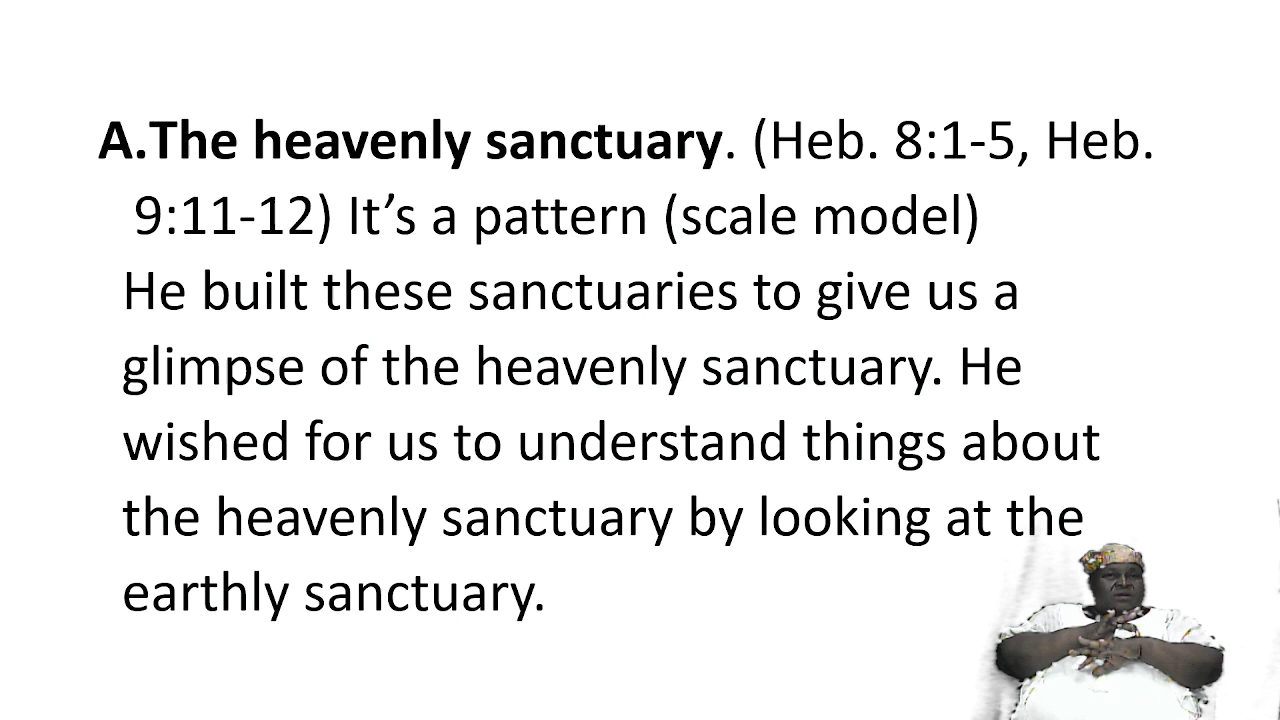 A.The heavenly sanctuary. (Heb. 8:1-5, Heb.
9:11-12) It’s a pattern (scale model)
He built these sanctuaries to give us a
glimpse of the heavenly sanctuary. He
wished for us to understand things about
the heavenly sanctuary by looking at the
earthly sanctuary.